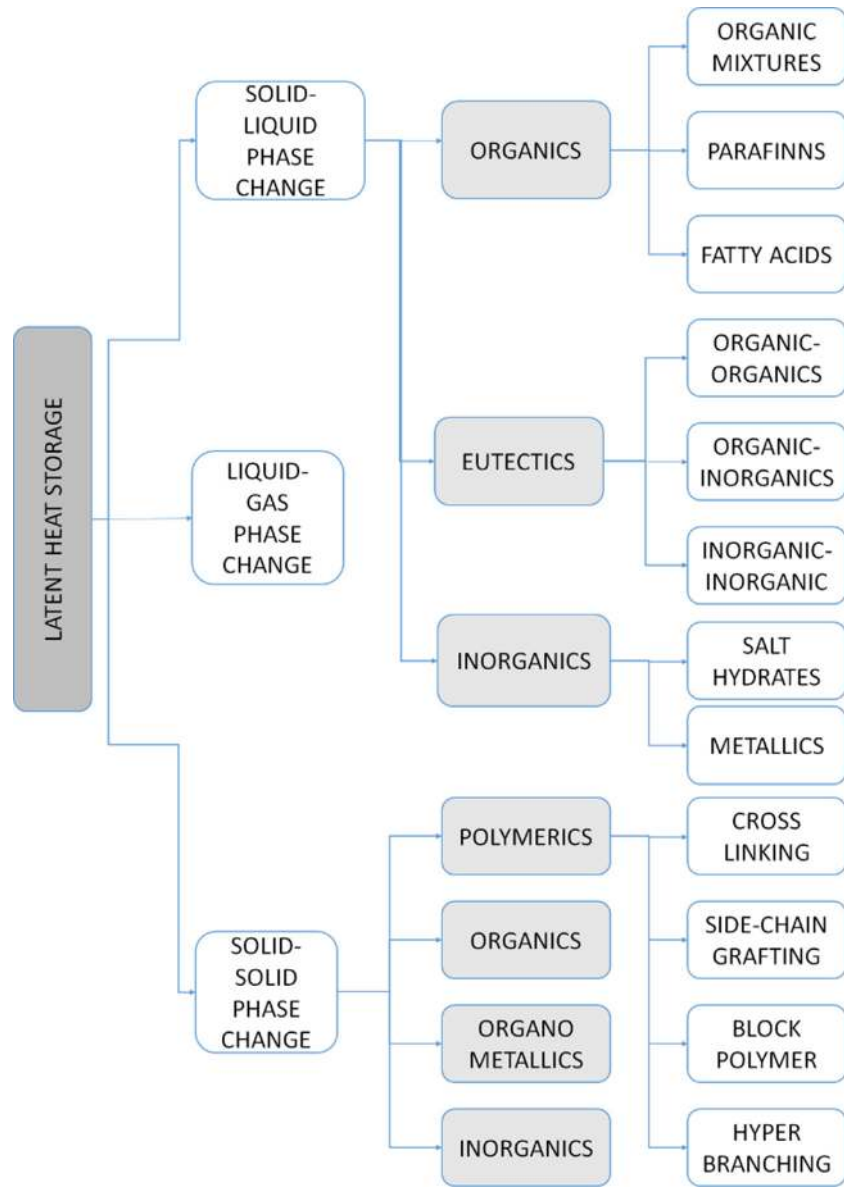 LATENT HEAT STORAGE
SOLID-
LIQUID
PHASE
CHANGE
ORGANICS
ORGANIC
MIXTURES
PARAFINNS
FATTY ACIDS
EUTECTICS
ORGANIC-
ORGANICS
ORGANIC-
INORGANICS
INORGANIC-
INORGANIC
INORGANICS
SALT
HYDRATES
METALLICS
LIQUID-
GAS
PHASE
CHANGE
SOLID-
SOLID
PHASE
CHANGE
POLYMERICS
CROSS
LINKING
SIDE-CHAIN
GRAFTING
BLOCK
POLYMER
HYPER
BRANCHING
ORGANICS
ORGANO
METALLICS
INORGANICS